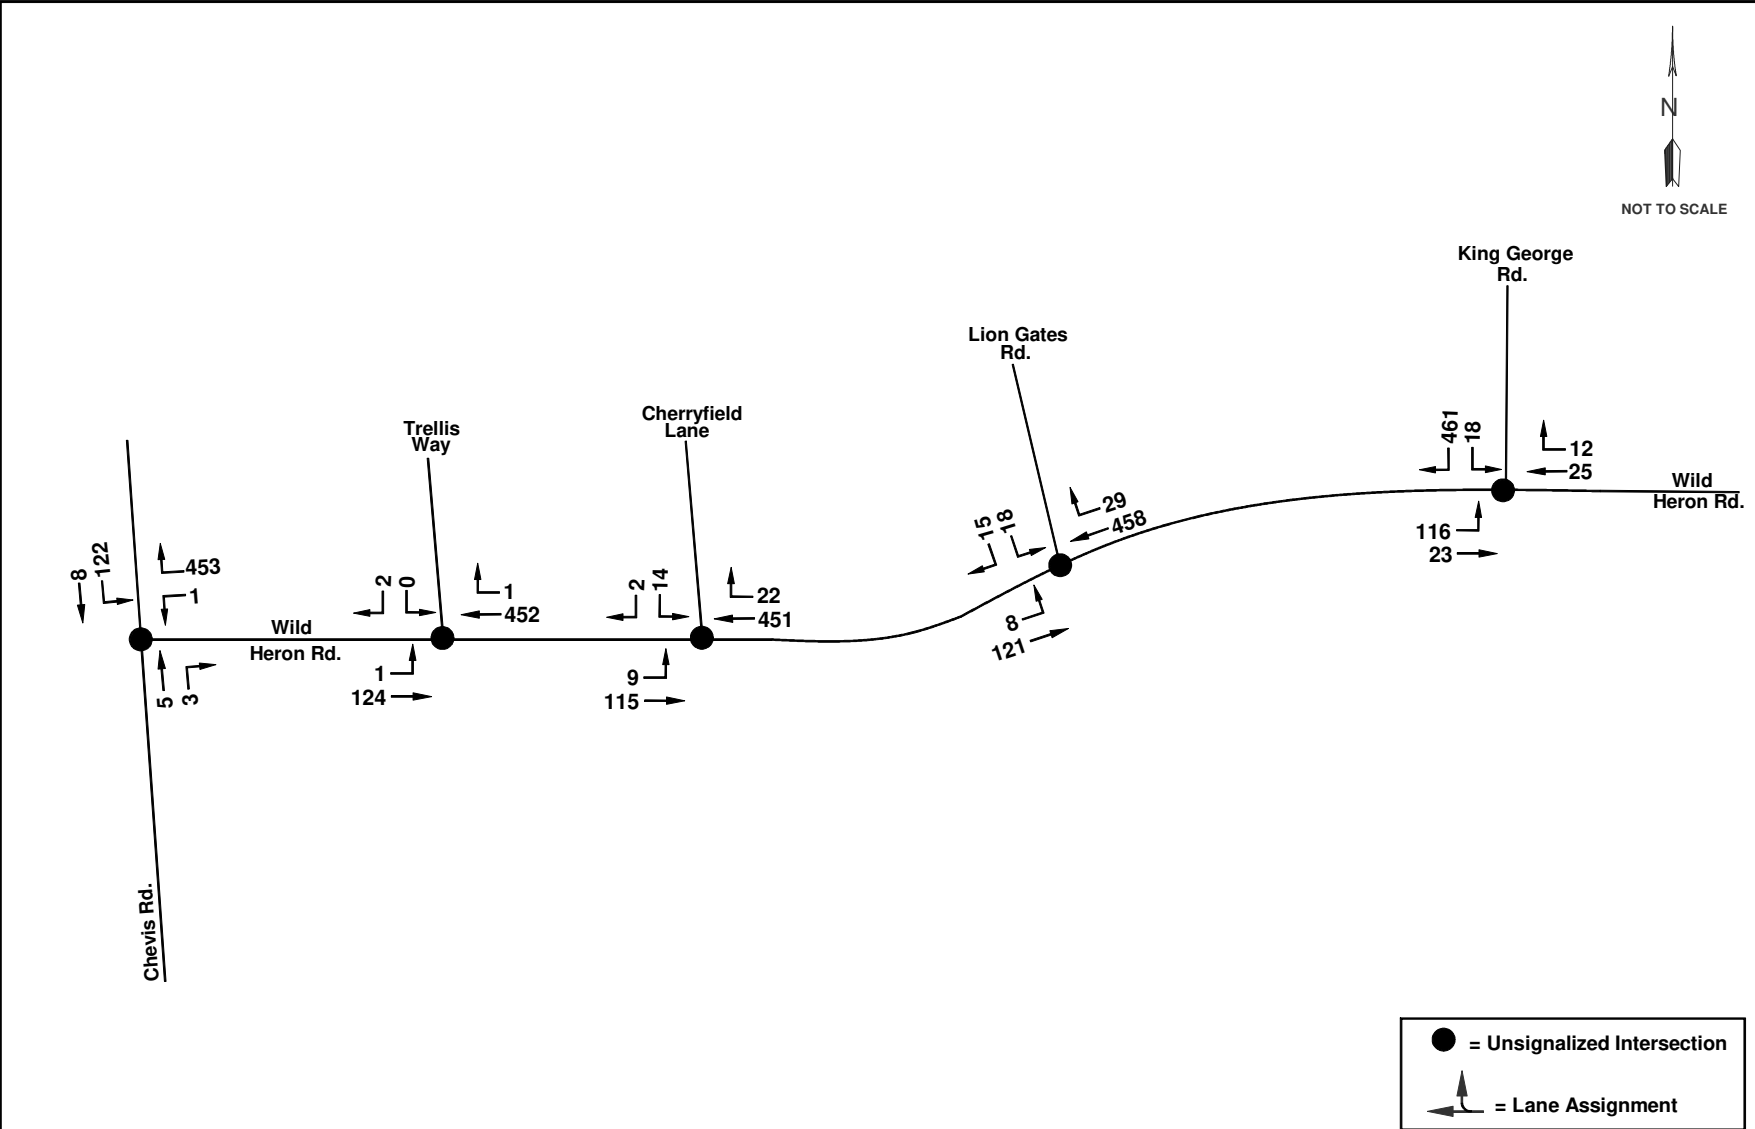 N
NOT TO SCALE
King George
Rd.
461
18
12
25
Wild
Heron Rd.
116
23
Lion Gates
Rd.
15
18
29
458
8
121
Cherryfield
Lane
2
14
22
451
9
115
Trellis
Way
2
0
1
452
1
124
8
122
453
1
Wild
Heron Rd.
5
3
Chevis Rd.
= Unsignalized Intersection
= Lane Assignment